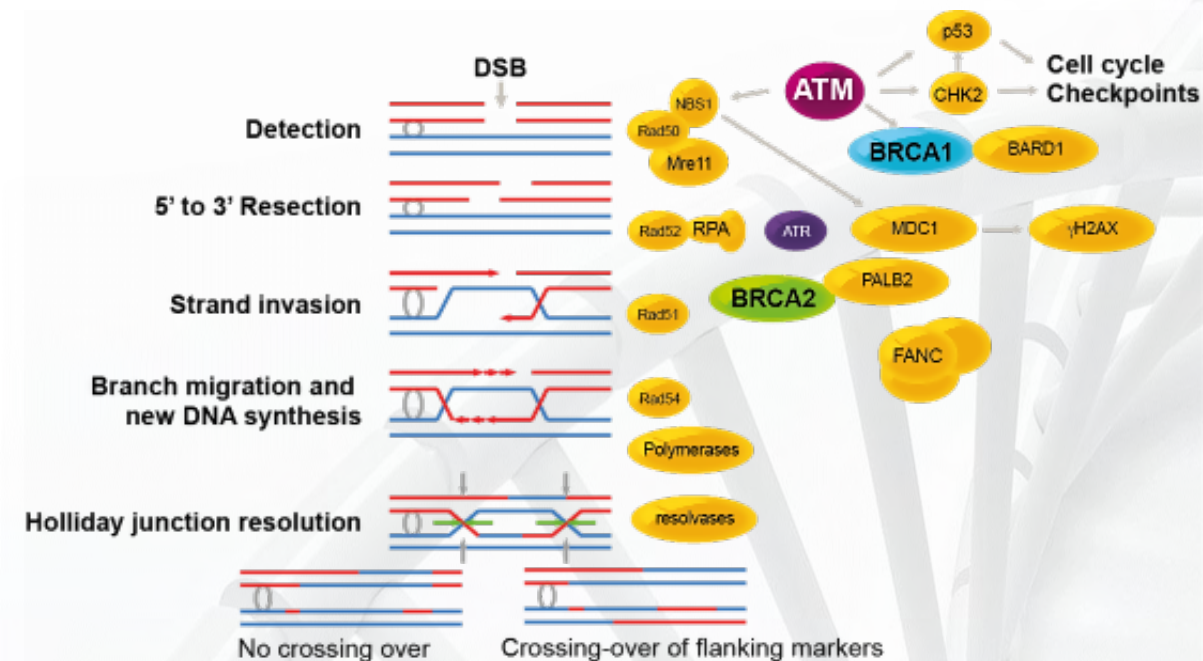 DSB
Detection
5' to 3' Resection
Strand invasion
Branch migration and
new DNA synthesis
Holliday junction resolution
No crossing over
Crossing-over of flanking markers
NBS1
Rad50
Mre11
ATM
p53
CHK2
Cell cycle
Checkpoints
BRCA1
BARD1
Rad52
RPA
ATR
MDC1
γH2AX
BRCA2
PALB2
Rad51
FANC
Rad54
Polymerases
resolvases